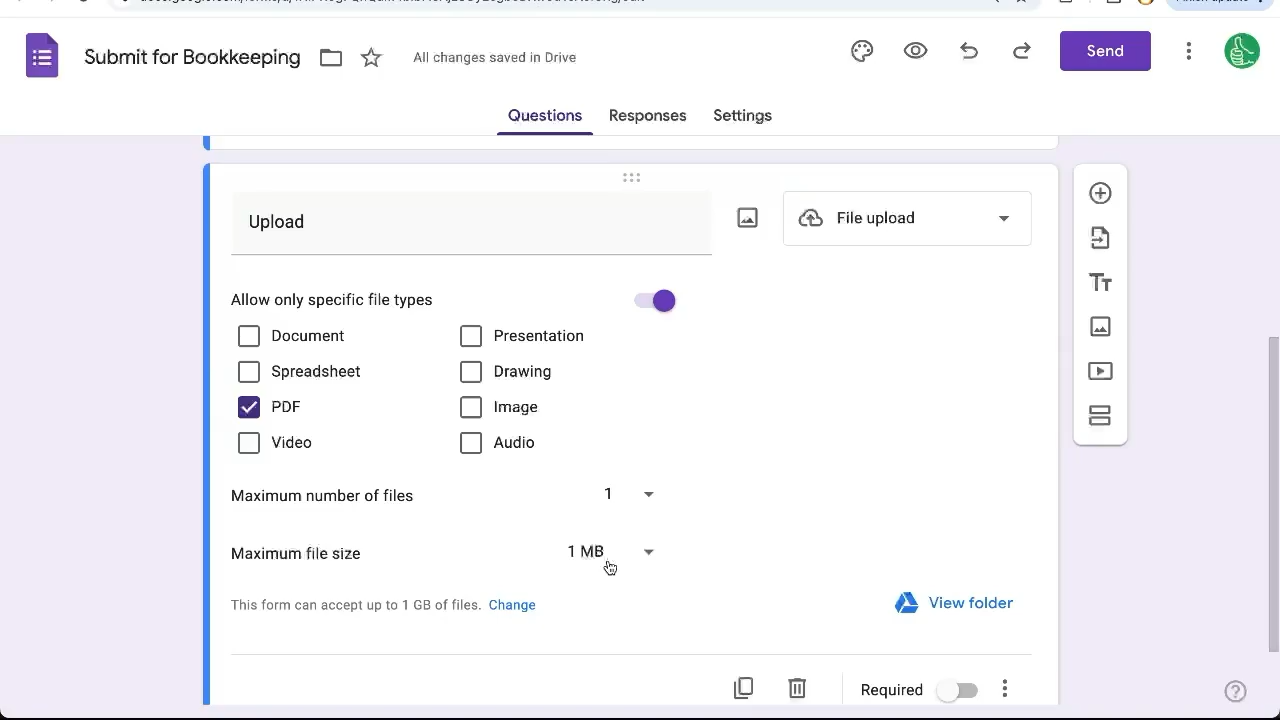 Submit for Bookkeeping
All changes saved in Drive
Send
Questions
Responses
Settings
Upload
File upload
Allow only specific file types
Document
Presentation
Spreadsheet
Drawing
PDF
Image
Video
Audio
Maximum number of files
1
Maximum file size
1 MB
This form can accept up to 1 GB of files. Change
View folder
Required